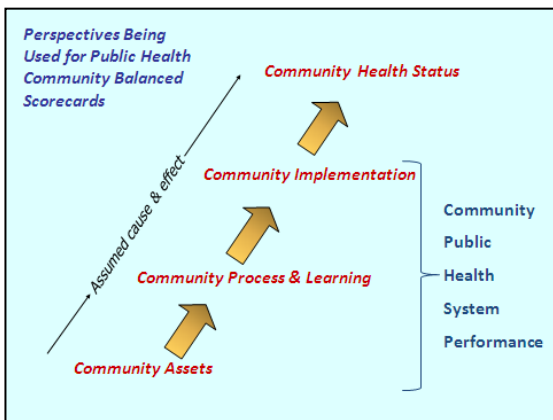 Perspectives Being
Used for Public Health
Community Balanced
Scorecards
Community Health Status
Assumed cause & effect
Community Implementation
Community Process & Learning
Community Assets
Community
Public
Health
System
Performance